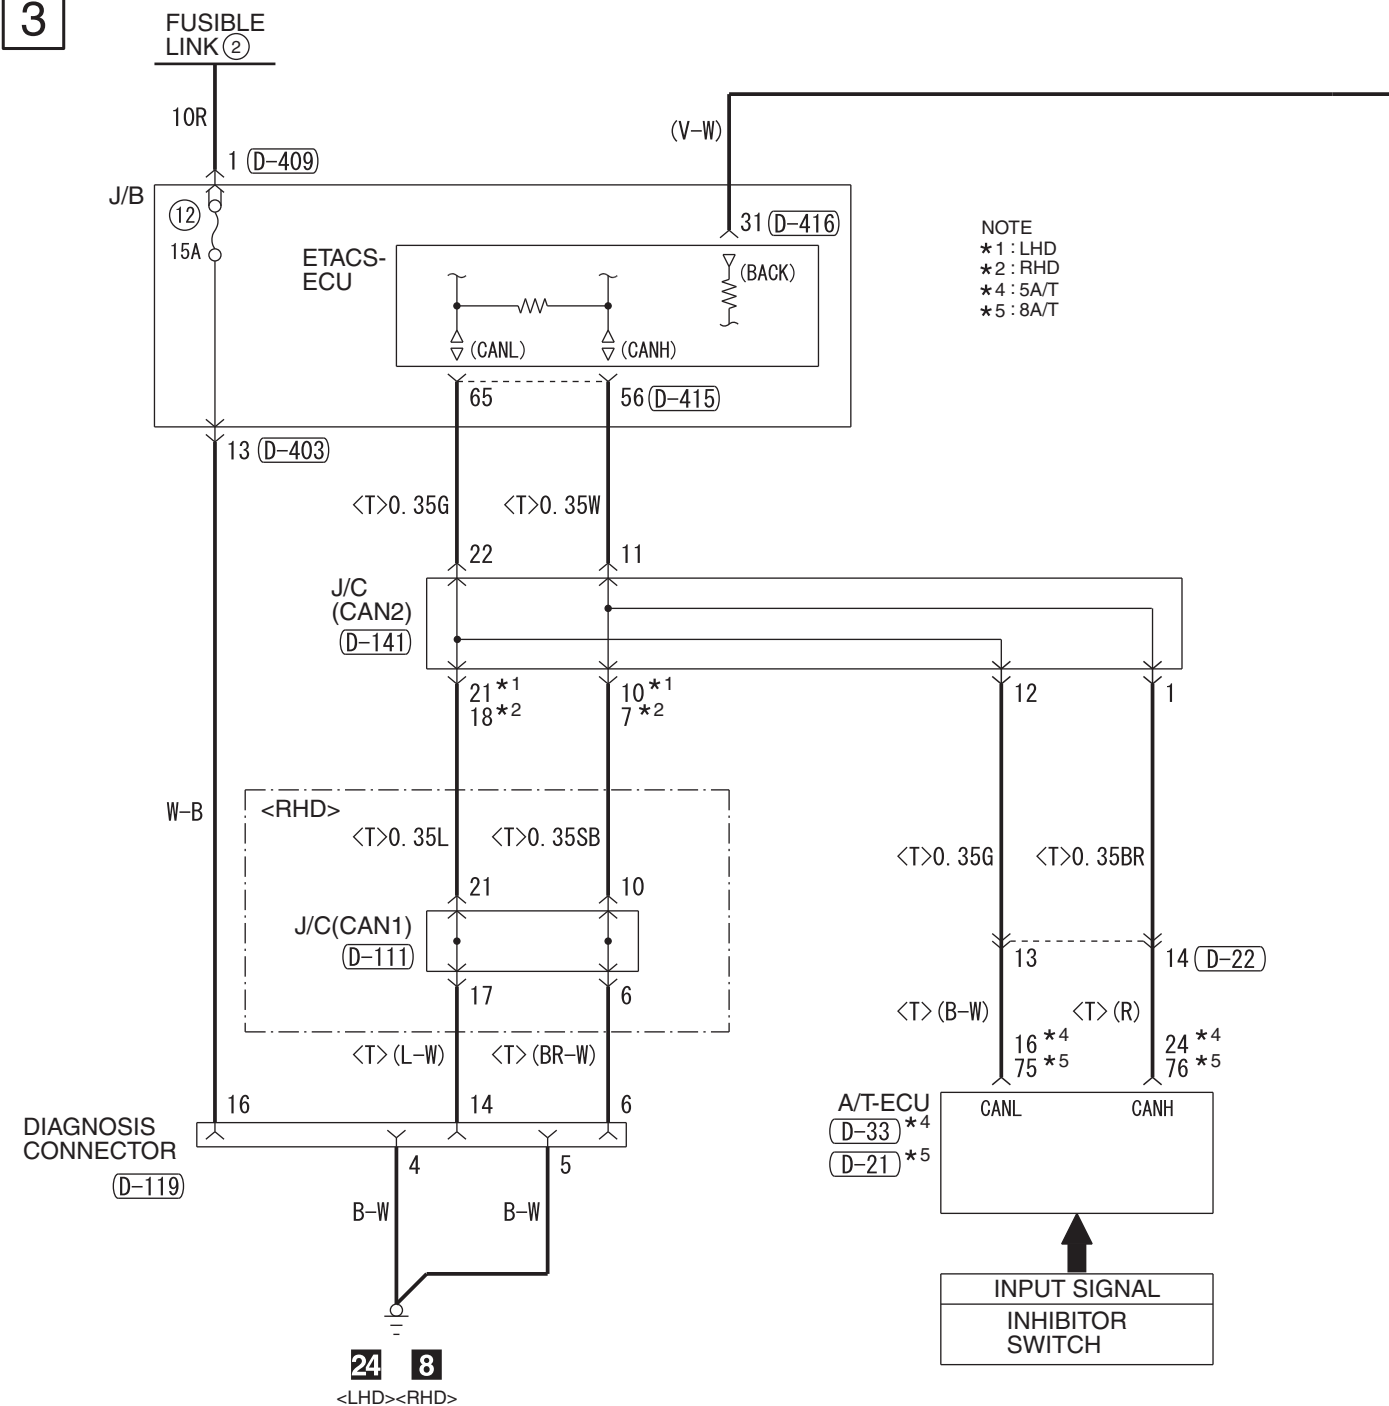 3
FUSIBLE
LINK ②
10R
(V-W)
1 D-409
J/B
⑫
15A
31 D-416
ETACS-
ECU
(BACK)
NOTE
*1 : LHD
*2 : RHD
*4 : 5A/T
*5 : 8A/T
(CANL) (CANH)
65 56 D-415
13 D-403
<T>0.35G <T>0.35W
22 11
J/C
(CAN2)
D-141
21*1 10*1 12 1
18*2 7*2
W-B
<RHD>
<T>0.35L <T>0.35SB
<T>0.35G <T>0.35BR
21 10
J/C(CAN1)
D-111
13 14 D-22
17 6
<T>(B-W) <T>(R)
16*4 24*4
75*5 76*5
<T>(L-W) <T>(BR-W)
16 14 6
A/T-ECU
D-33 *4
D-21 *5
CANL CANH
DIAGNOSIS
CONNECTOR
D-119
4 5
B-W B-W
INPUT SIGNAL
INHIBITOR
SWITCH
24 8
<LHD><RHD>